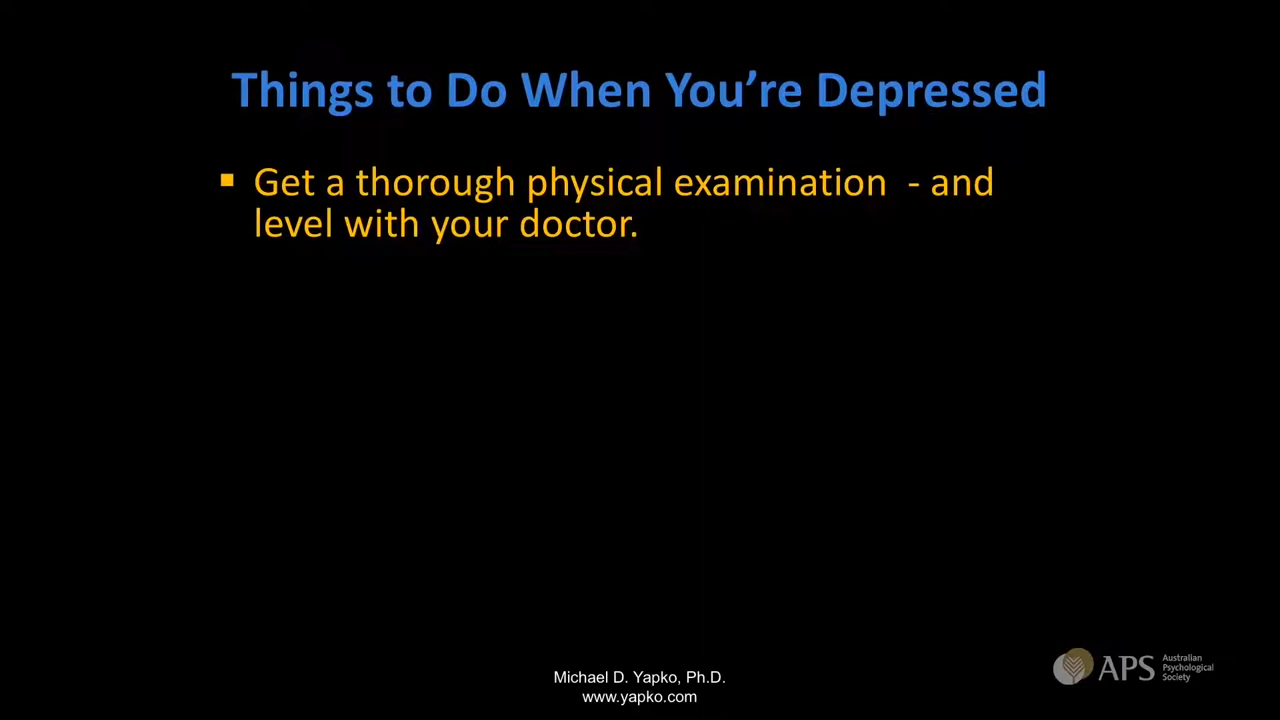 Things to Do When You’re Depressed
▪ Get a thorough physical examination  - and
level with your doctor.
Michael D. Yapko, Ph.D.
www.yapko.com
APS
Australian
Psychological
Society